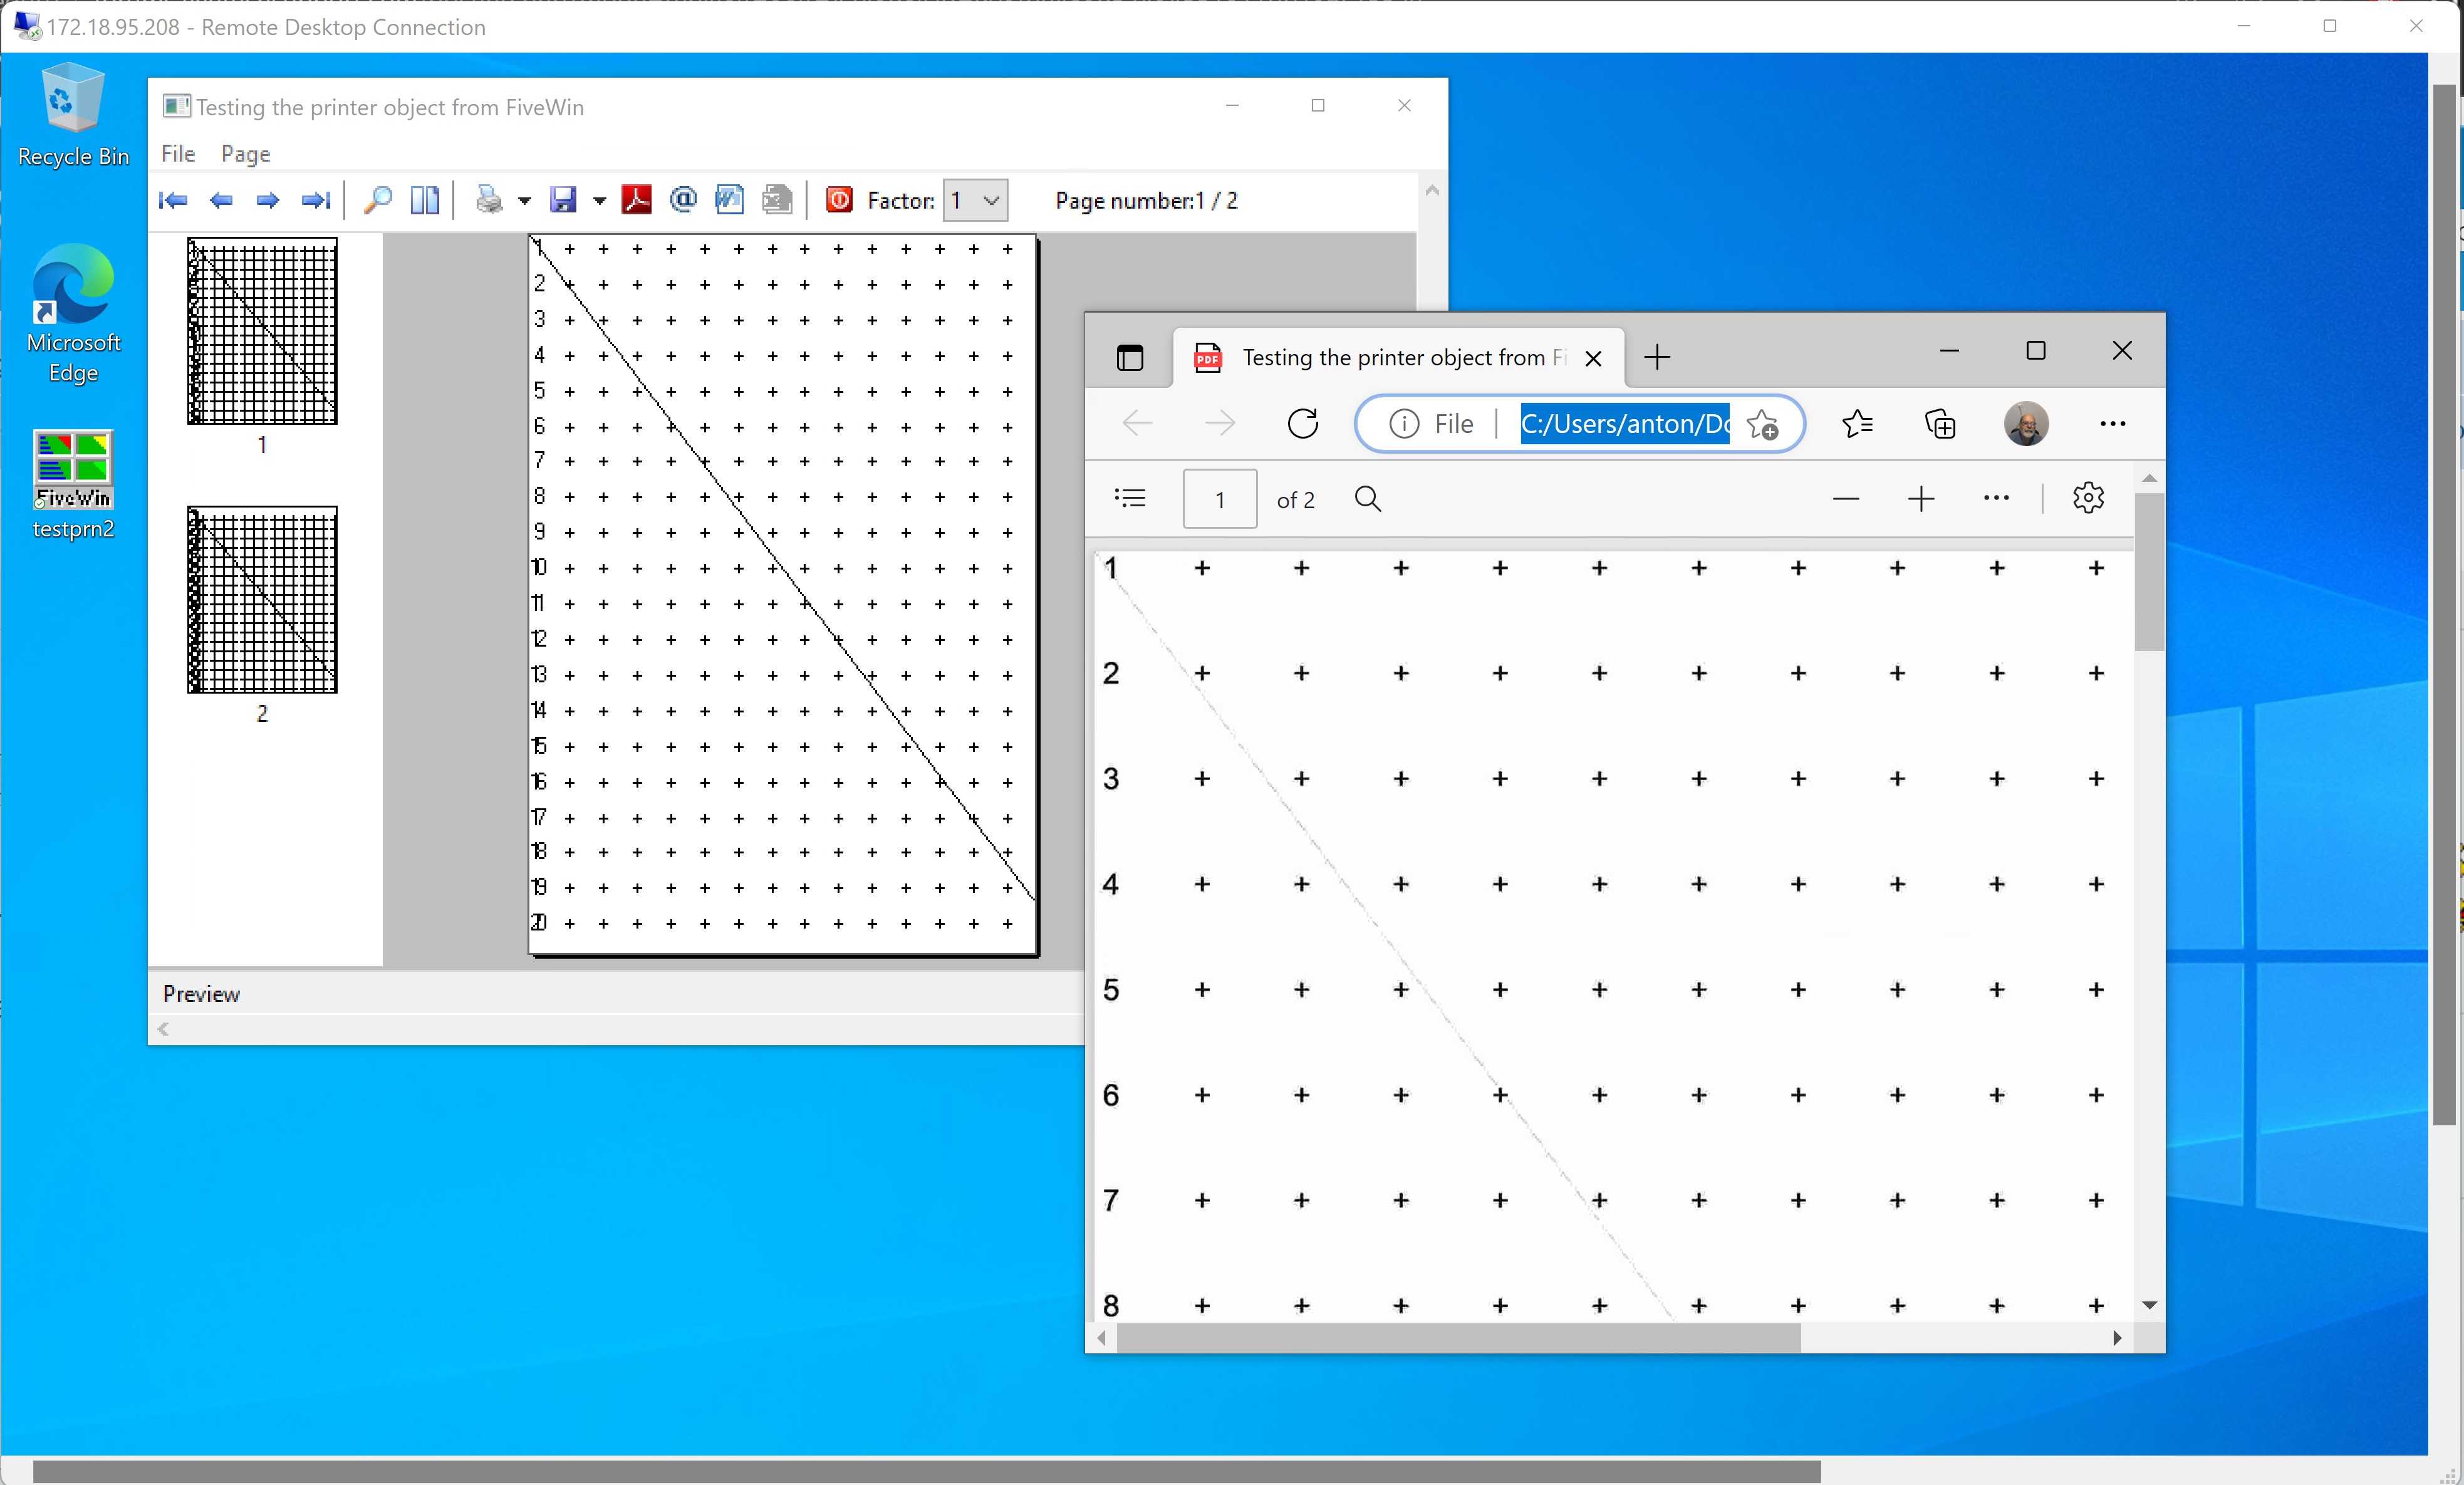 172.18.95.208 - Remote Desktop Connection
Recycle Bin
Microsoft
Edge
FiveWin
testprn2
Testing the printer object from FiveWin
File Page
Factor: 1 Page number:1 / 2
1
2
1 + + + + + + + + + + + + + +
2 + + + + + + + + + + + + + +
3 + + + + + + + + + + + + + +
4 + + + + + + + + + + + + + +
5 + + + + + + + + + + + + + +
6 + + + + + + + + + + + + + +
7 + + + + + + + + + + + + + +
8 + + + + + + + + + + + + + +
9 + + + + + + + + + + + + + +
10 + + + + + + + + + + + + + +
11 + + + + + + + + + + + + + +
12 + + + + + + + + + + + + + +
13 + + + + + + + + + + + + + +
14 + + + + + + + + + + + + + +
15 + + + + + + + + + + + + + +
16 + + + + + + + + + + + + + +
17 + + + + + + + + + + + + + +
18 + + + + + + + + + + + + + +
19 + + + + + + + + + + + + + +
20 + + + + + + + + + + + + + +
Preview
PDF Testing the printer object from Fi
File C:/Users/anton/Do
1 of 2
1 + + + + + + + + + +
2 + + + + + + + + + +
3 + + + + + + + + + +
4 + + + + + + + + + +
5 + + + + + + + + + +
6 + + + + + + + + + +
7 + + + + + + + + + +
8 + + + + + + + + + +